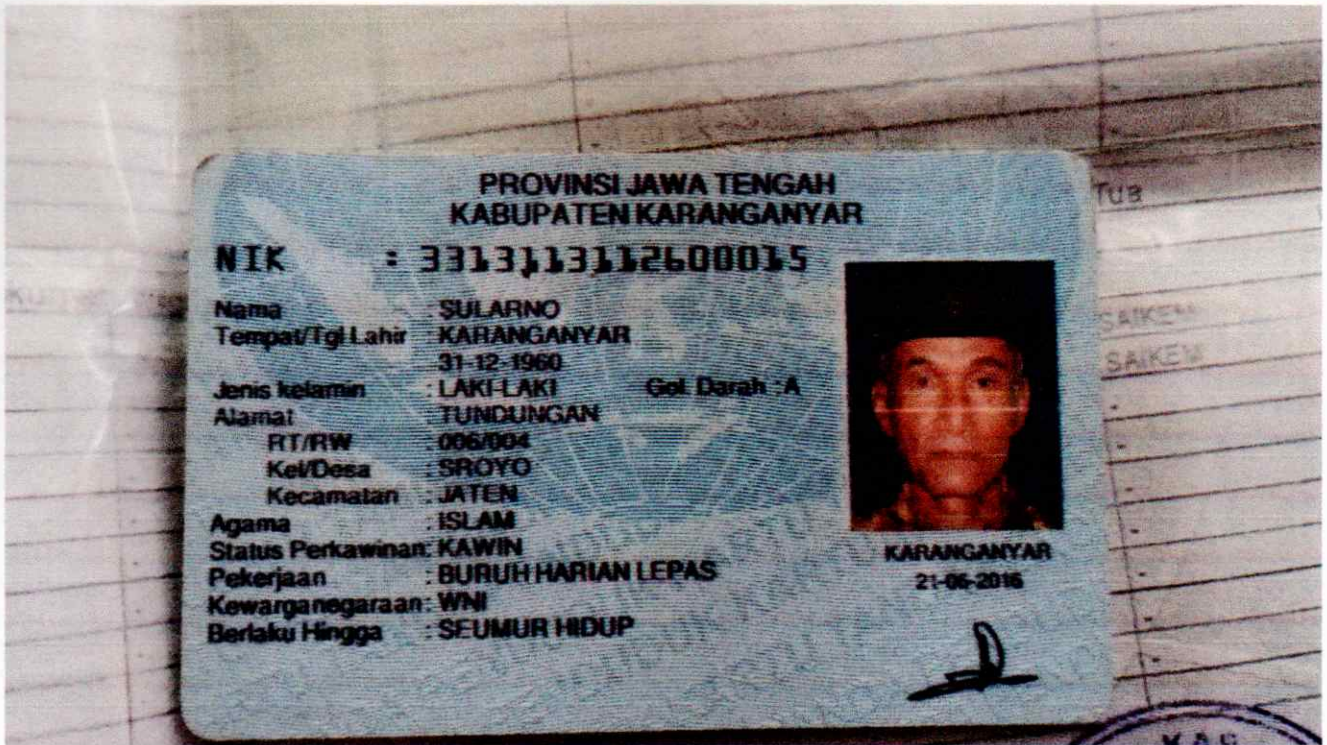 PROVINSI JAWA TENGAH
KABUPATEN KARANGANYAR
NIK : 3313113112600015
Nama : SULARNO
Tempat/Tgl Lahir : KARANGANYAR
31-12-1960
Jenis kelamin : LAKI-LAKI Gol. Darah : A
Alamat : TUNDUNGAN
RT/RW : 006/004
Kel/Desa : SROYO
Kecamatan : JATEN
Agama : ISLAM
Status Perkawinan: KAWIN
Pekerjaan : BURUH HARIAN LEPAS
Kewarganegaraan: WNI
Berlaku Hingga : SEUMUR HIDUP
KARANGANYAR
21-06-2016
SAIKEM
SAIKEM